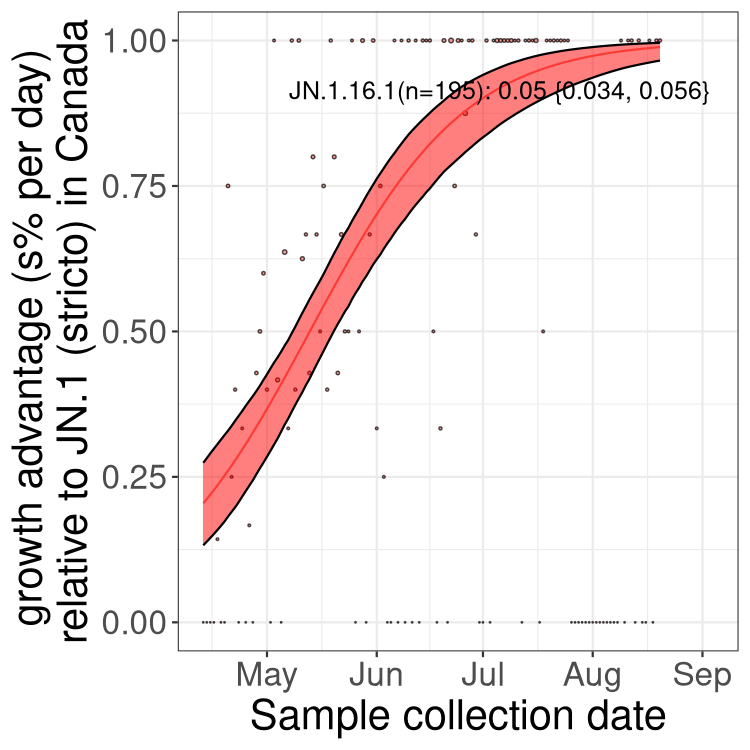 growth advantage (s% per day)
relative to JN.1 (stricto) in Canada
1.00
0.75
0.50
0.25
0.00
JN.1.16.1(n=195): 0.05 {0.034, 0.056}
May Jun Jul Aug Sep
Sample collection date